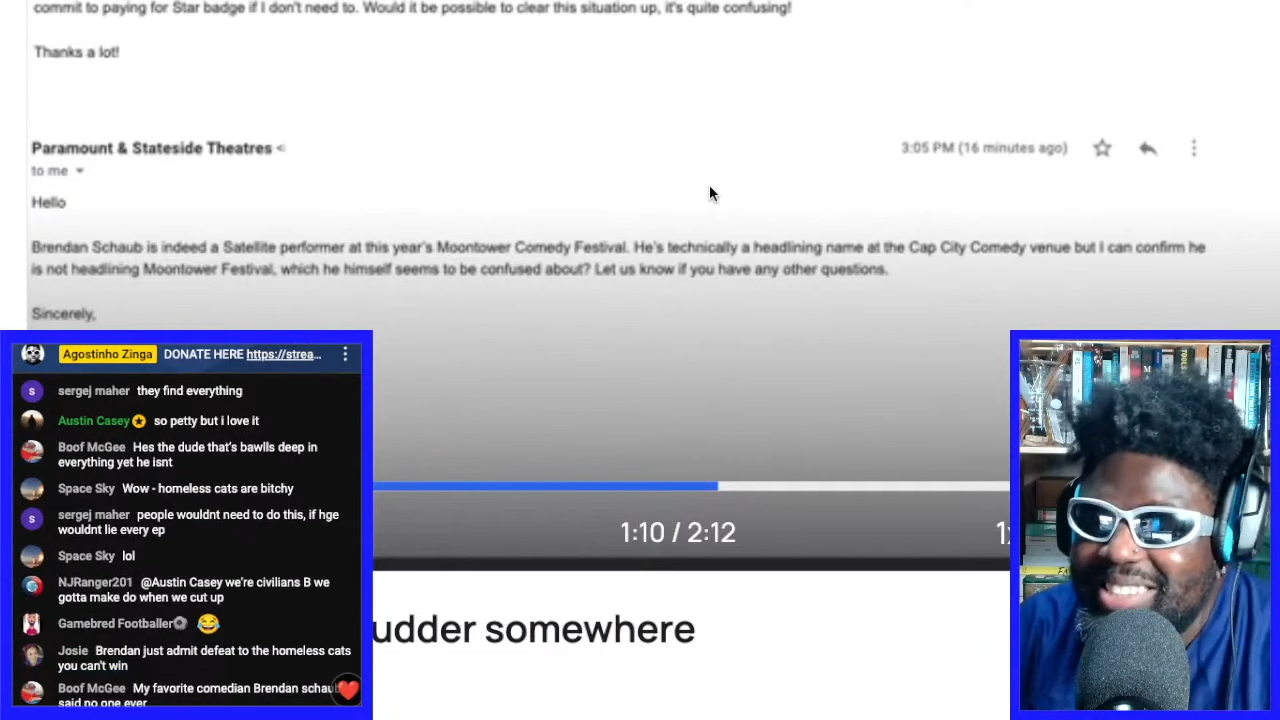 commit to paying for Star badge if I don't need to. Would it be possible to clear this situation up, it's quite confusing!
Thanks a lot!
Paramount & Stateside Theatres <
3:05 PM (16 minutes ago)
to me
Hello
Brendan Schaub is indeed a Satellite performer at this year's Moontower Comedy Festival. He's technically a headlining name at the Cap City Comedy venue but I can confirm he
is not headlining Moontower Festival, which he himself seems to be confused about? Let us know if you have any other questions.
Sincerely,
Agostinho Zinga DONATE HERE https://strea...
sergej maher they find everything
Austin Casey so petty but i love it
Boof McGee Hes the dude that's bawlls deep in
everything yet he isnt
Space Sky Wow - homeless cats are bitchy
sergej maher people wouldnt need to do this, if hge
wouldnt lie every ep
Space Sky lol
NJRanger201 @Austin Casey we're civilians B we
gotta make do when we cut up
Gamebred Footballer
Josie Brendan just admit defeat to the homeless cats
you can't win
Boof McGee My favorite comedian Brendan schau
said no one ever
1:10 / 2:12
udder somewhere